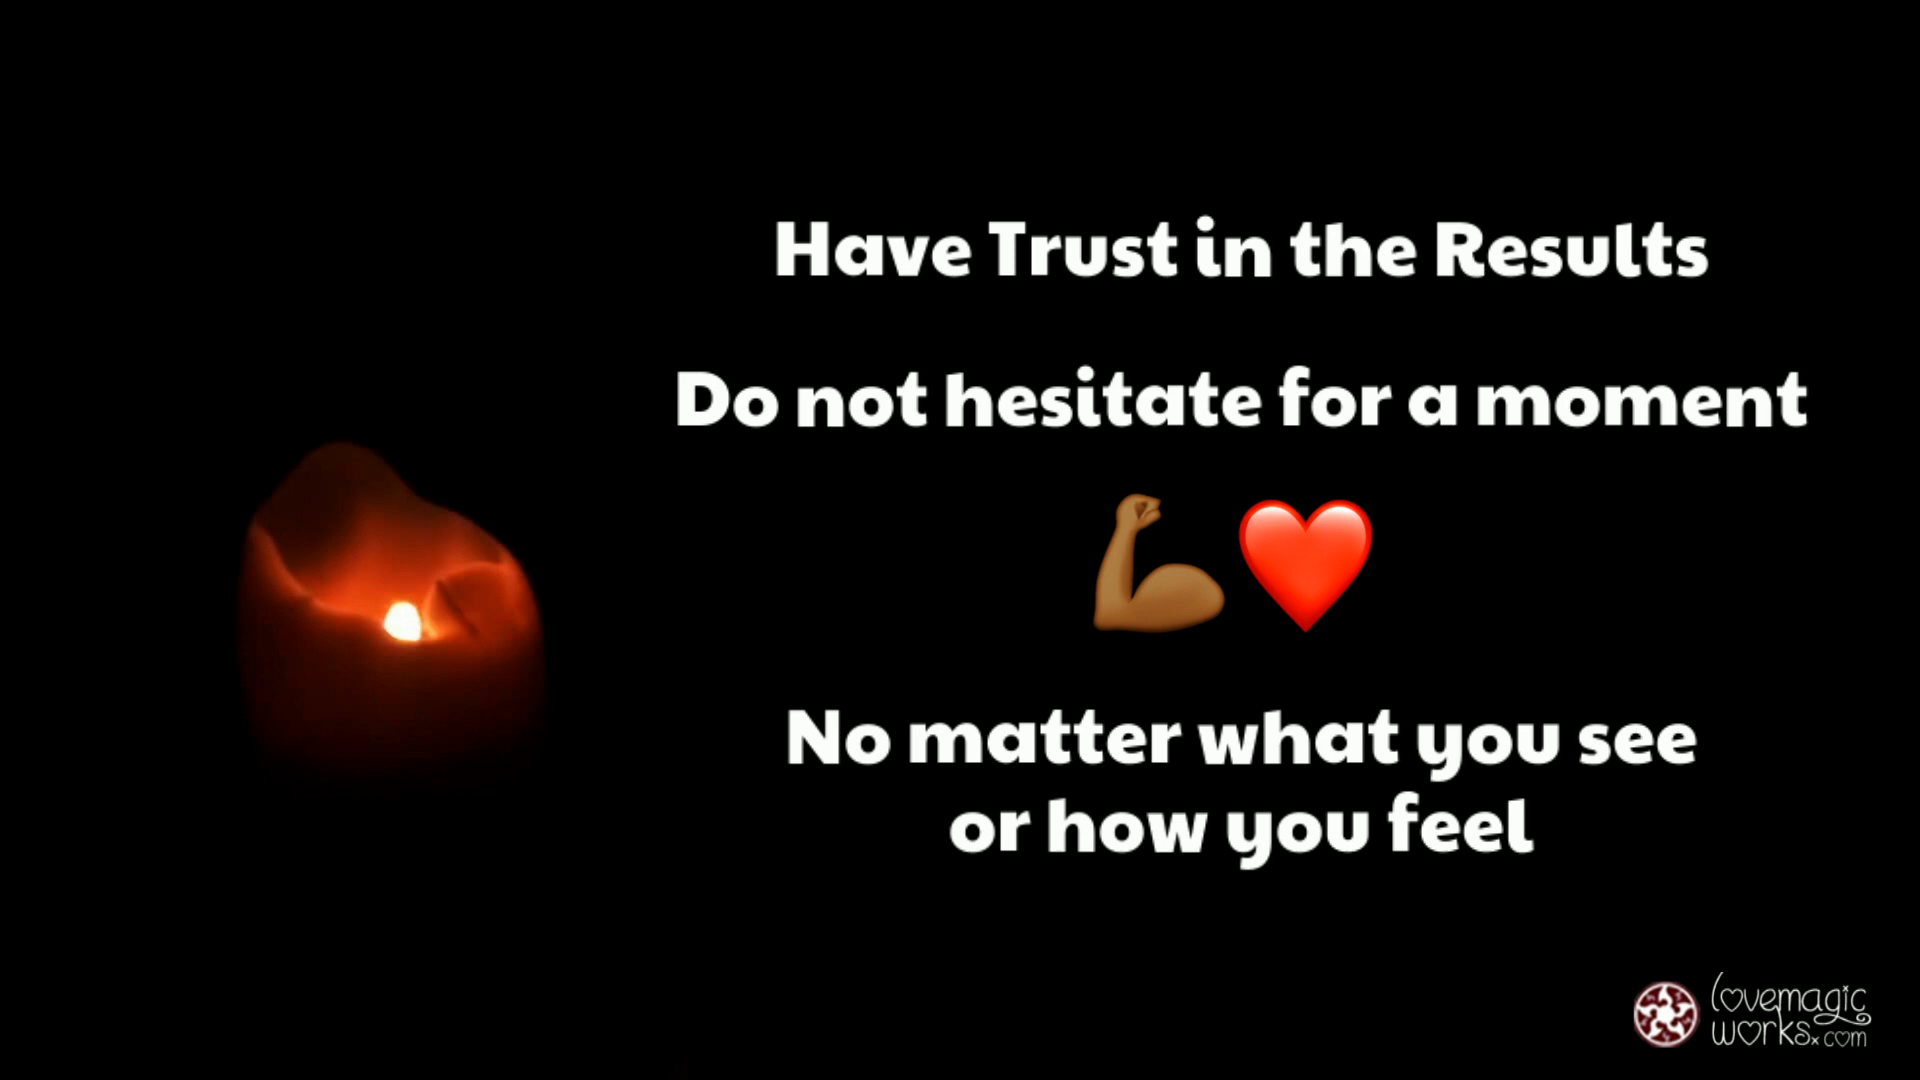 Have Trust in the Results
Do not hesitate for a moment
No matter what you see
or how you feel
lovemagic
works.com